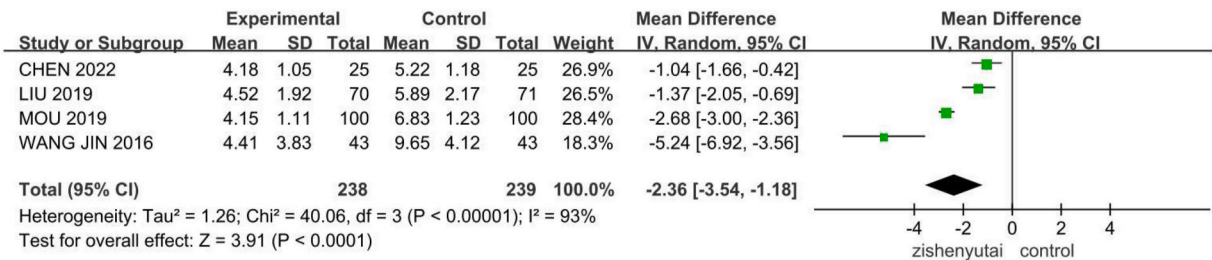 Experimental Control Mean Difference Mean Difference
Study or Subgroup Mean SD Total Mean SD Total Weight IV, Random, 95% CI IV, Random, 95% CI
CHEN 2022 4.18 1.05 25 5.22 1.18 25 26.9% -1.04 [-1.66, -0.42]
LIU 2019 4.52 1.92 70 5.89 2.17 71 26.5% -1.37 [-2.05, -0.69]
MOU 2019 4.15 1.11 100 6.83 1.23 100 28.4% -2.68 [-3.00, -2.36]
WANG JIN 2016 4.41 3.83 43 9.65 4.12 43 18.3% -5.24 [-6.92, -3.56]
Total (95% CI) 238 239 100.0% -2.36 [-3.54, -1.18]
Heterogeneity: Tau² = 1.26; Chi² = 40.06, df = 3 (P < 0.00001); I² = 93%
Test for overall effect: Z = 3.91 (P < 0.0001)
-4 -2 0 2 4
zishenyutai control